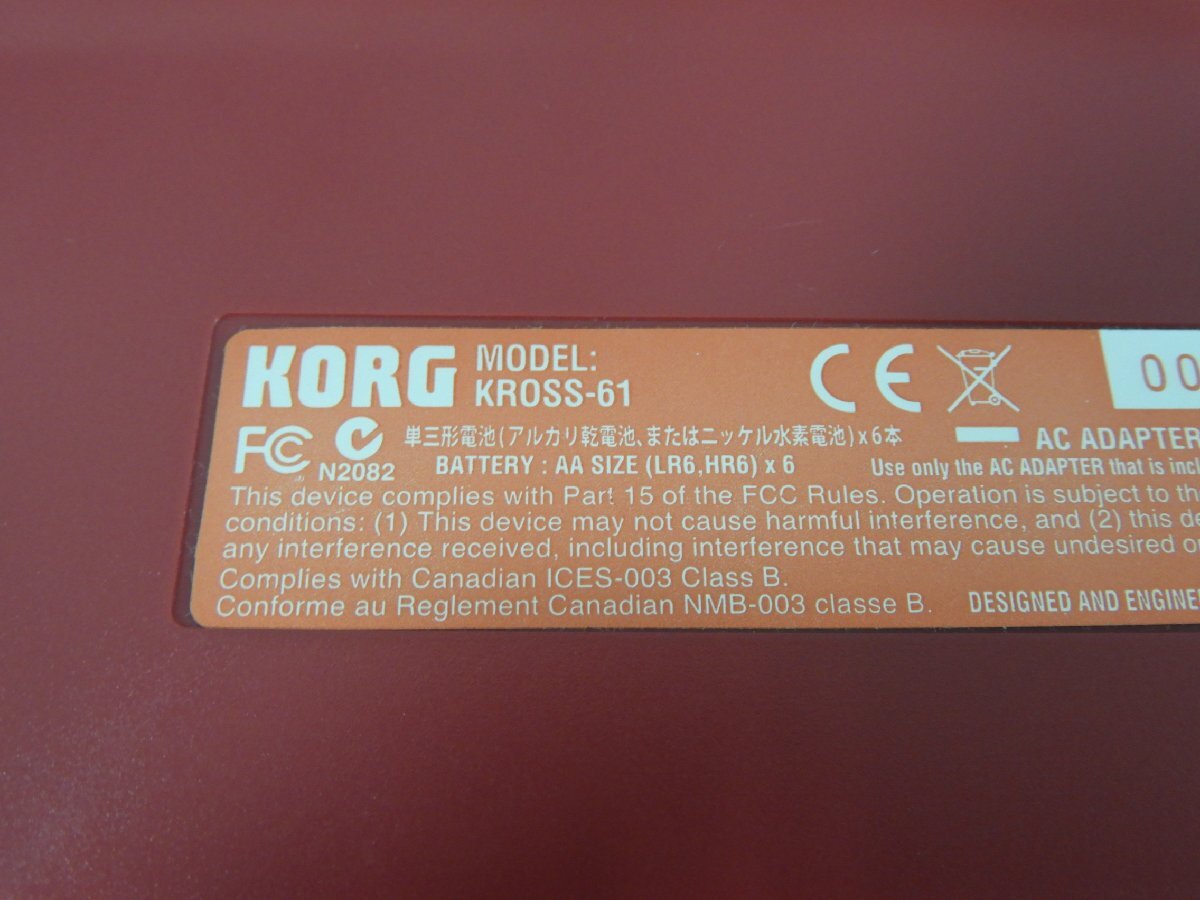 KORG MODEL:
KROSS-61
CE
00
FC N2082
単三形電池(アルカリ乾電池、またはニッケル水素電池)x6本
BATTERY : AA SIZE (LR6,HR6) x 6
AC ADAPTER
Use only the AC ADAPTER that is
This device complies with Part 15 of the FCC Rules. Operation is subject to
conditions: (1) This device may not cause harmful interference, and (2) this
any interference received, including interference that may cause undesired
Complies with Canadian ICES-003 Class B.
Conforme au Reglement Canadian NMB-003 classe B.
DESIGNED AND